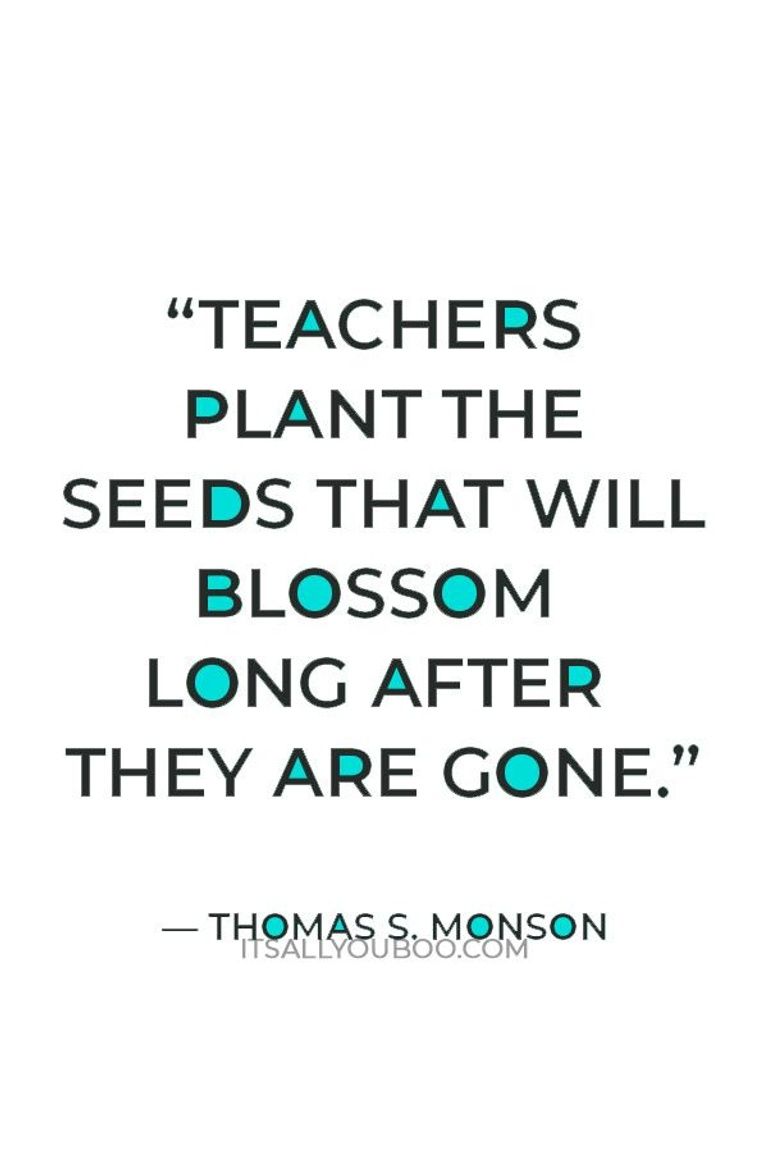 “TEACHERS
PLANT THE
SEEDS THAT WILL
BLOSSOM
LONG AFTER
THEY ARE GONE.”
— THOMAS S. MONSON
ITSALLYOUBOO.COM